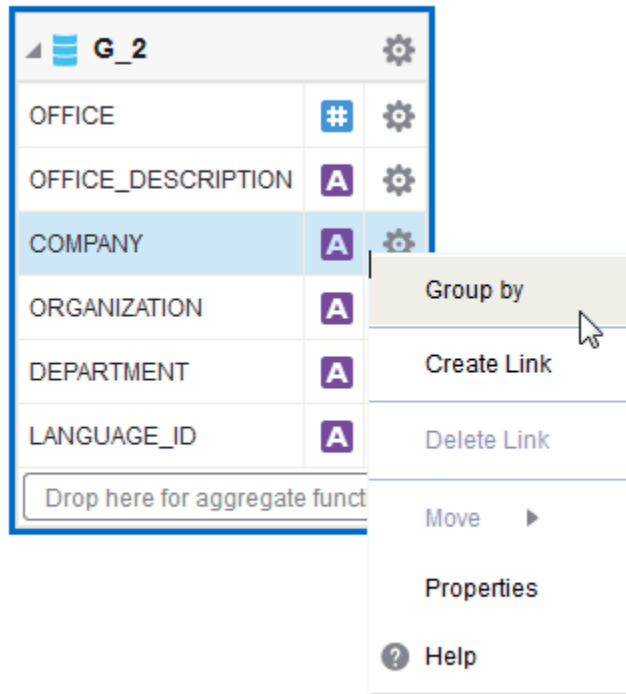 G_2
OFFICE
#
OFFICE_DESCRIPTION
A
COMPANY
A
ORGANIZATION
A
DEPARTMENT
A
LANGUAGE_ID
A
Drop here for aggregate funct
Group by
Create Link
Delete Link
Move
Properties
? Help